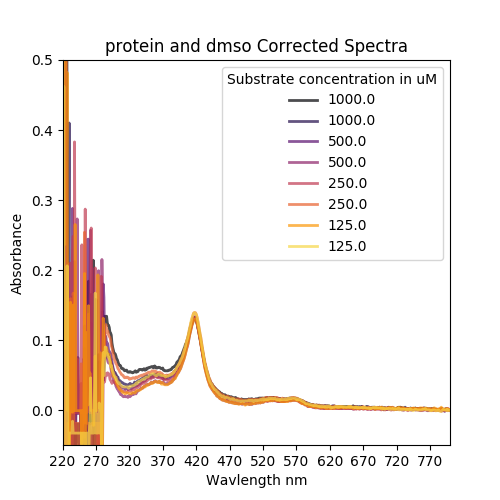 protein and dmso Corrected Spectra
Substrate concentration in uM
1000.0
1000.0
500.0
500.0
250.0
250.0
125.0
125.0
Absorbance
0.5
0.4
0.3
0.2
0.1
0.0
220 270 320 370 420 470 520 570 620 670 720 770
Wavlength nm